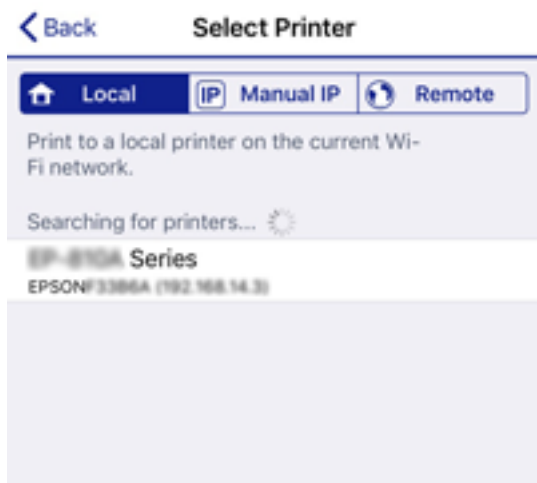 Back
Select Printer
Local
IP Manual IP
Remote
Print to a local printer on the current Wi-
Fi network.
Searching for printers...
Series
EPSON